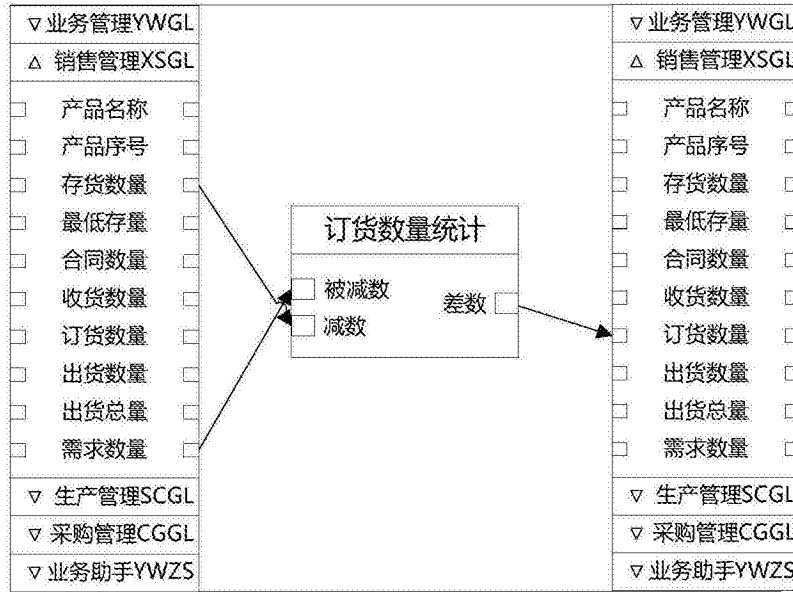 ▽业务管理YWGL
△ 销售管理XSGL
产品名称
产品序号
存货数量
最低存量
合同数量
收货数量
订货数量
出货数量
出货总量
需求数量
▽ 生产管理SCGL
▽ 采购管理CGGL
▽业务助手YWZS
订货数量统计
被减数
减数
差数
▽业务管理YWGL
△ 销售管理XSGL
产品名称
产品序号
存货数量
最低存量
合同数量
收货数量
订货数量
出货数量
出货总量
需求数量
▽ 生产管理SCGL
▽ 采购管理CGGL
▽业务助手YWZS